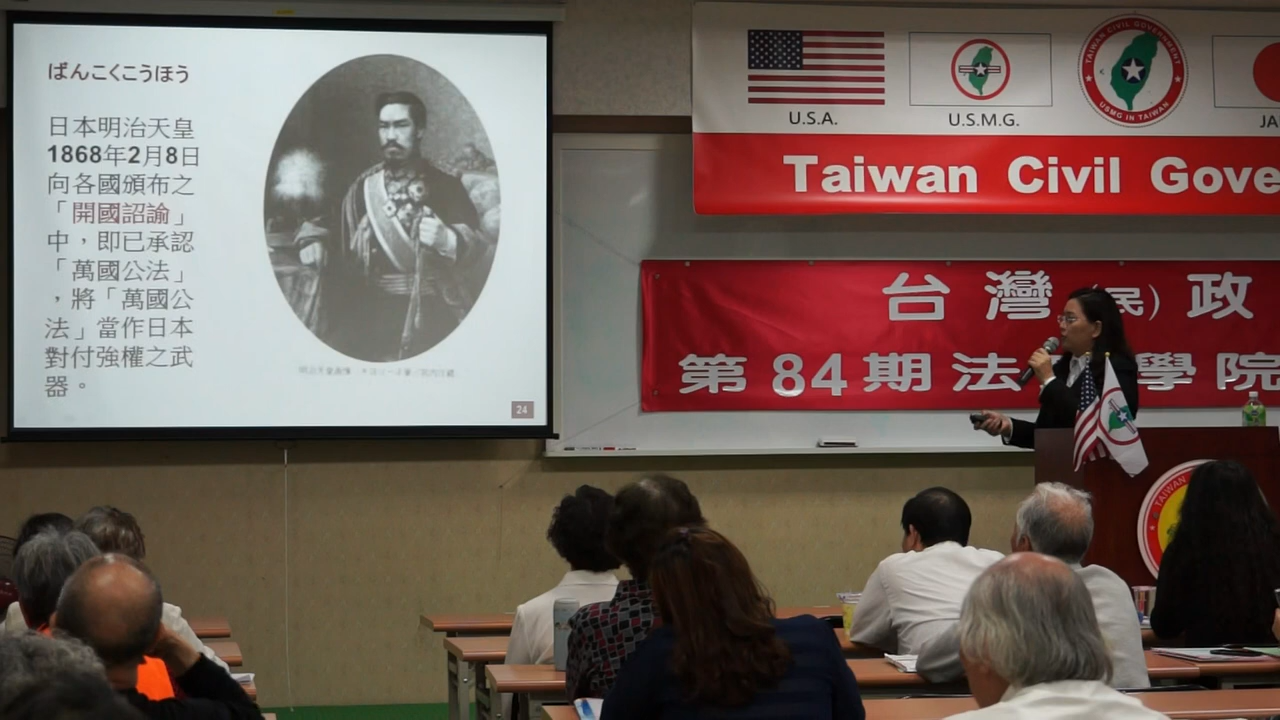 ばんこくこうほう
日本明治天皇
1868年2月8日
向各國頒布之
「開國詔諭」
中，即已承認
「萬國公法」
，將「萬國公
法」當作日本
對付強權之武
器。
24
U.S.A.
U.S.M.G.
TAIWAN CIVIL GOVERNMENT
USMG IN TAIWAN
JA
Taiwan Civil Gove
台灣(民)政
第84期法 學院
TAIWAN